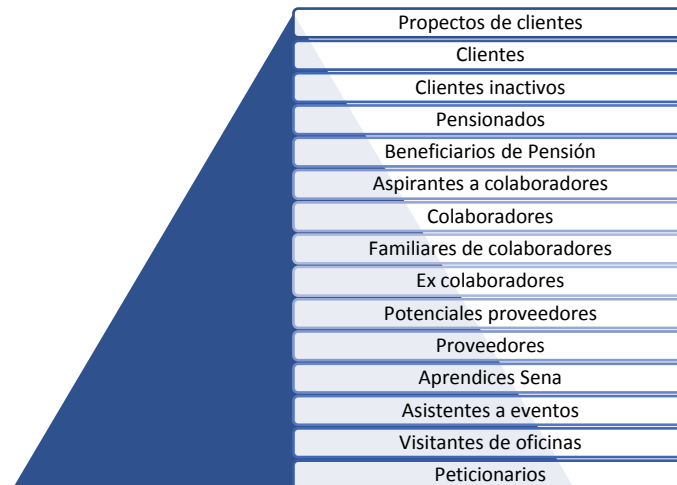 Propectos de clientes
Clientes
Clientes inactivos
Pensionados
Beneficiarios de Pensión
Aspirantes a colaboradores
Colaboradores
Familiares de colaboradores
Ex colaboradores
Potenciales proveedores
Proveedores
Aprendices Sena
Asistentes a eventos
Visitantes de oficinas
Peticionarios